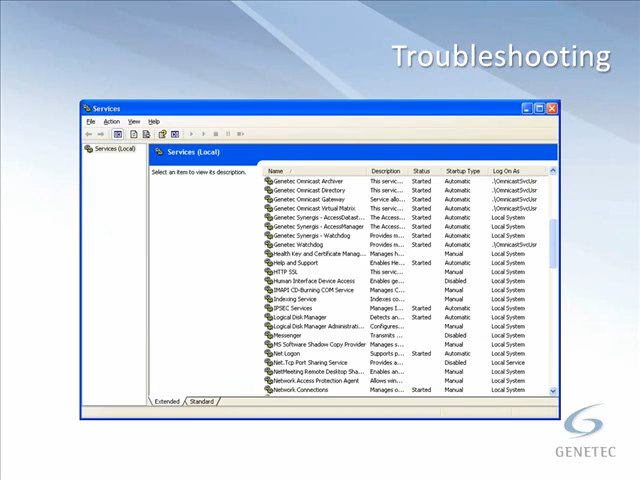 Troubleshooting
Services
File Action View Help
Services (Local)
Services (Local)
Select an item to view its description.
Name Description Status Startup Type Log On As
Genetec Omnicast Archiver This servic... Started Automatic .\OmnicastSvcUsr
Genetec Omnicast Directory This servic... Started Automatic .\OmnicastSvcUsr
Genetec Omnicast Gateway Service allo... Started Automatic .\OmnicastSvcUsr
Genetec Omnicast Virtual Matrix This servic... Started Automatic .\OmnicastSvcUsr
Genetec Synergis - AccessDatast... The Access... Started Automatic Local System
Genetec Synergis - AccessManager The Access... Started Automatic Local System
Genetec Synergis - Watchdog Provides m... Started Automatic Local System
Genetec Watchdog Provides m... Started Automatic .\OmnicastSvcUsr
Health Key and Certificate Manag... Manages h... Manual Local System
Help and Support Enables He... Started Automatic Local System
HTTP SSL This servic... Manual Local System
Human Interface Device Access Enables ge... Disabled Local System
IMAPI CD-Burning COM Service Manages C... Manual Local System
Indexing Service Indexes co... Manual Local System
IPSEC Services Manages I... Started Automatic Local System
Logical Disk Manager Detects an... Started Automatic Local System
Logical Disk Manager Administrati... Configures... Manual Local System
Messenger Transmits ... Disabled Local System
MS Software Shadow Copy Provider Manages s... Manual Local System
Net Logon Supports p... Started Automatic Local System
Net.Tcp Port Sharing Service Provides a... Disabled Local Service
NetMeeting Remote Desktop Sha... Enables an... Manual Local System
Network Access Protection Agent Allows win... Manual Local System
Network Connections Manages o... Started Manual Local System
Extended Standard
GENETEC